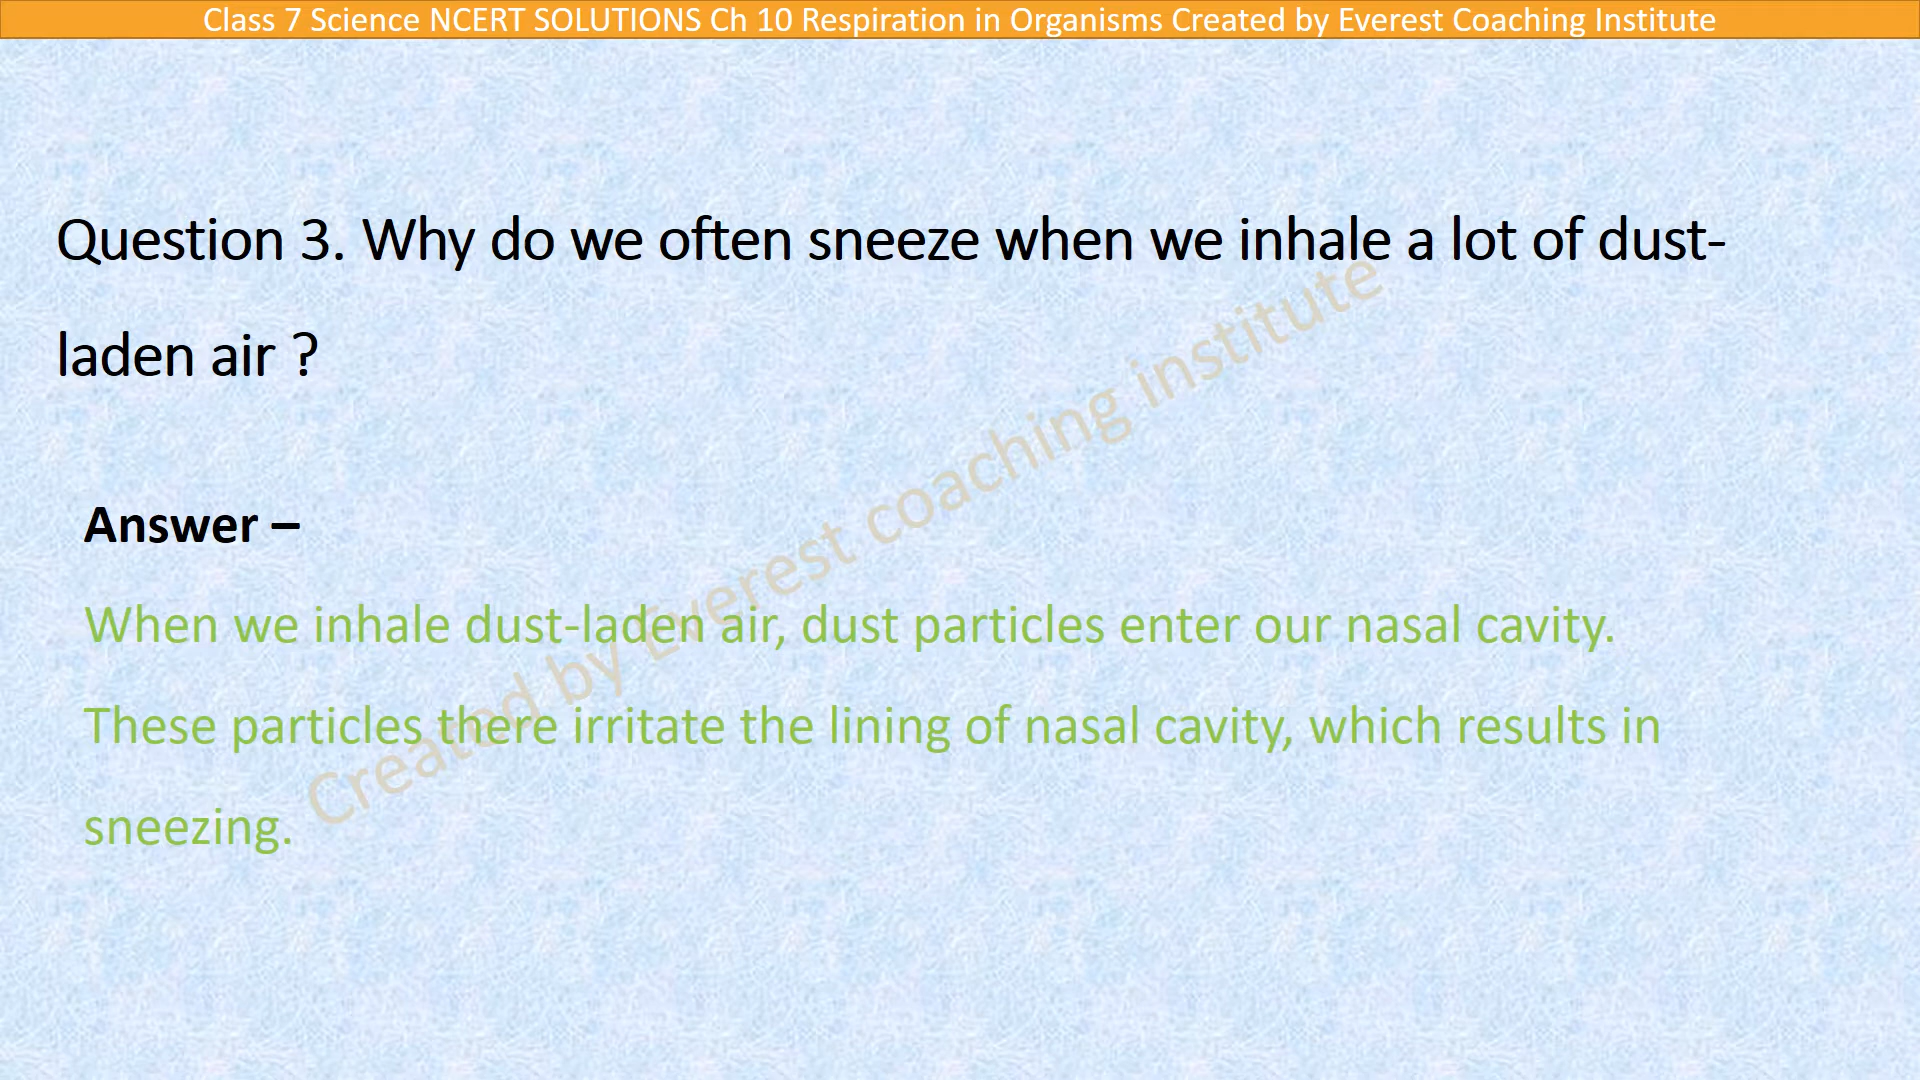 Class 7 Science NCERT SOLUTIONS Ch 10 Respiration in Organisms Created by Everest Coaching Institute
Question 3. Why do we often sneeze when we inhale a lot of dust-
laden air ?
Answer –
When we inhale dust-laden air, dust particles enter our nasal cavity.
These particles there irritate the lining of nasal cavity, which results in
sneezing.
Created by Everest coaching institute